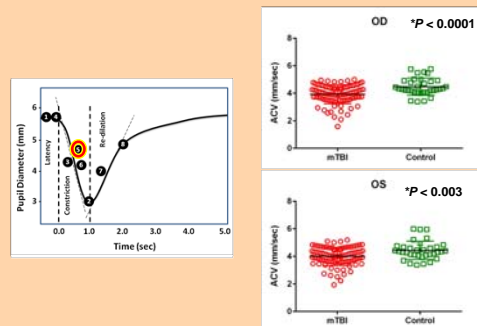 Pupil Diameter (mm)
6
5
4
3
1
4
Latency
Constriction
Re-dilation
3
6
2
7
8
0.0 1.0 2.0 3.0 4.0 5.0
Time (sec)
OD
*P < 0.0001
ACV (mm/sec)
8
6
4
2
0
mTBI Control
OS
*P < 0.003
ACV (mm/sec)
8
6
4
2
0
mTBI Control